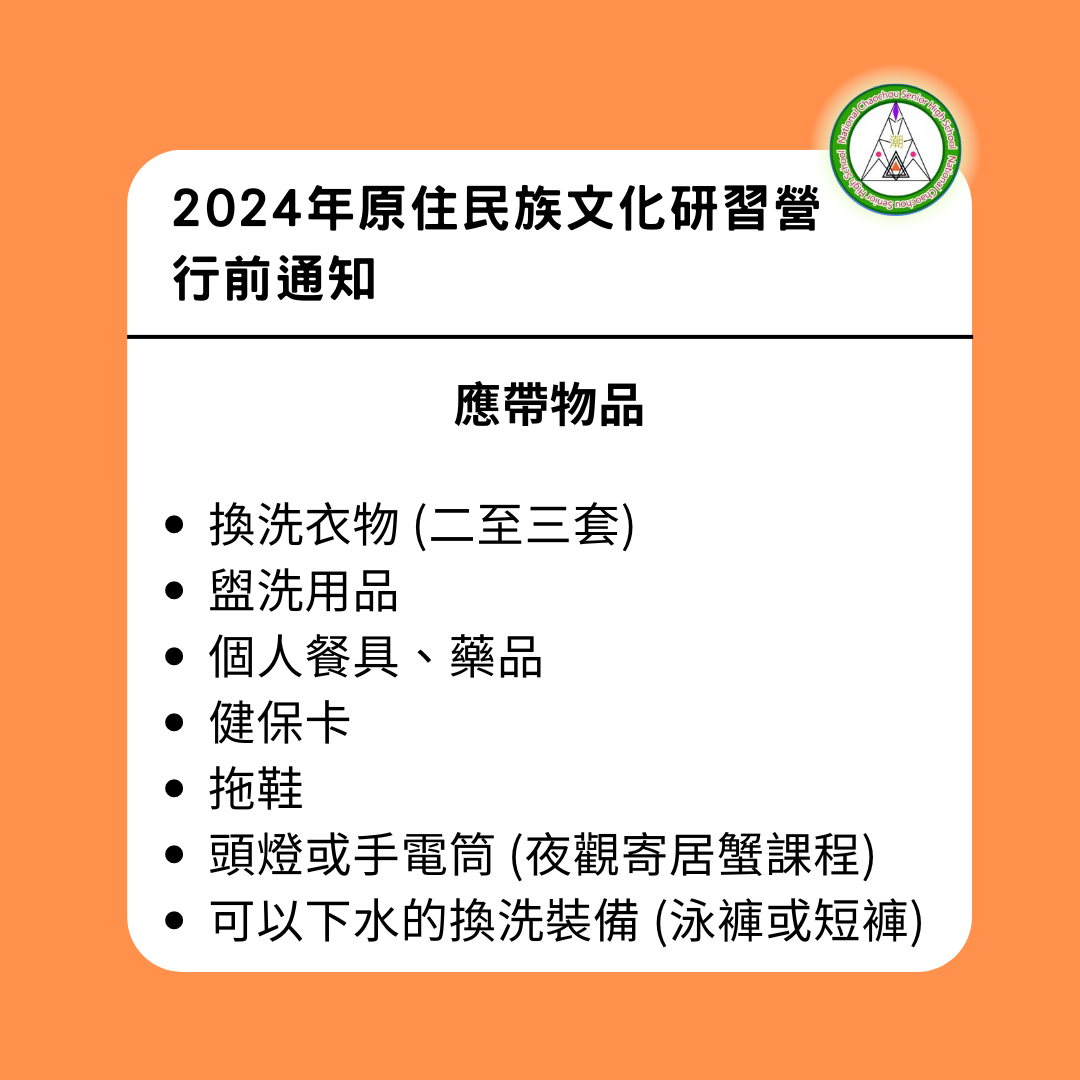 National Chaochou Senior High School National Chaochou Senior High School
潮
2024年原住民族文化研習營
行前通知
應帶物品
• 換洗衣物 (二至三套)
• 盥洗用品
• 個人餐具、藥品
• 健保卡
• 拖鞋
• 頭燈或手電筒 (夜觀寄居蟹課程)
• 可以下水的換洗裝備 (泳褲或短褲)